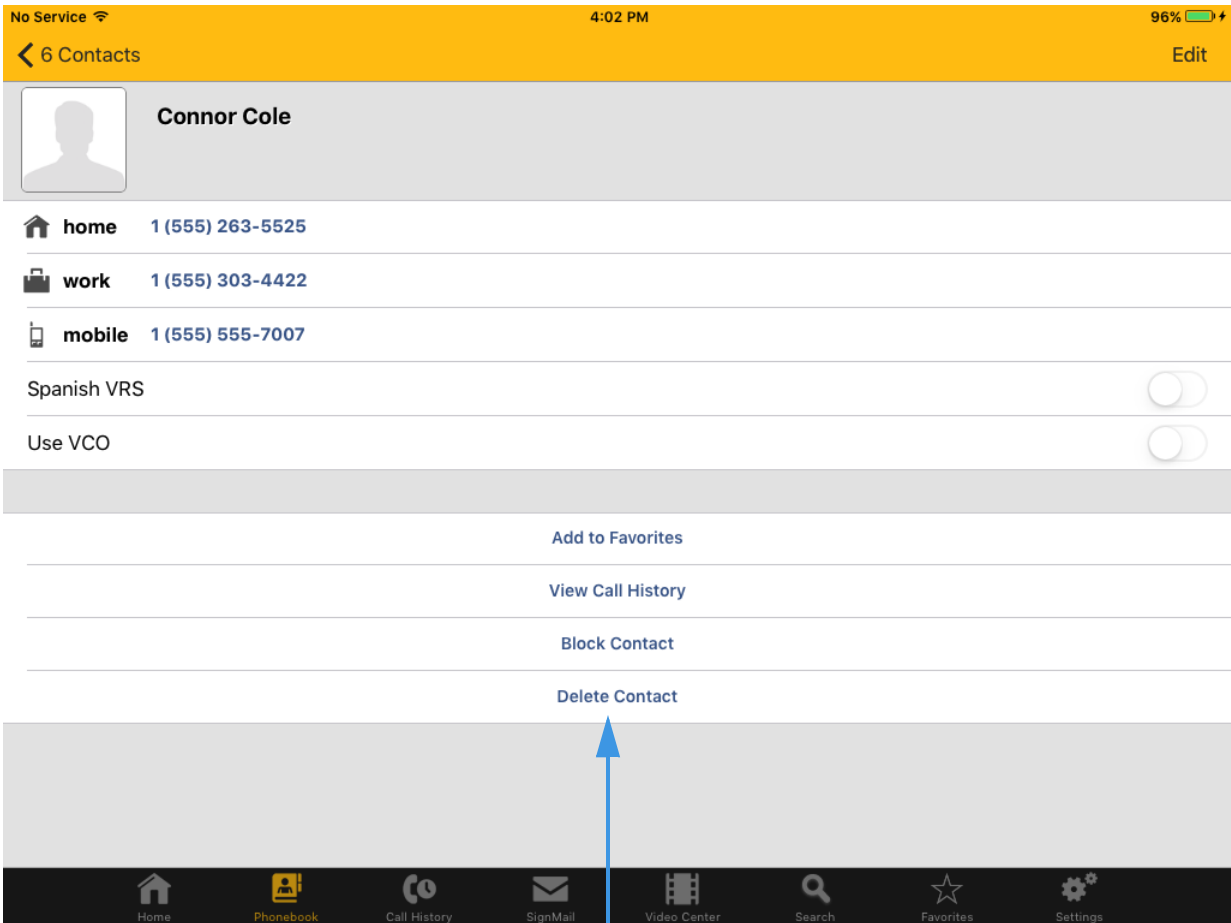 No Service 4:02 PM 96%
6 Contacts Edit
Connor Cole
home 1 (555) 263-5525
work 1 (555) 303-4422
mobile 1 (555) 555-7007
Spanish VRS
Use VCO
Add to Favorites
View Call History
Block Contact
Delete Contact
Home Phonebook Call History SignMail Video Center Search Favorites Settings